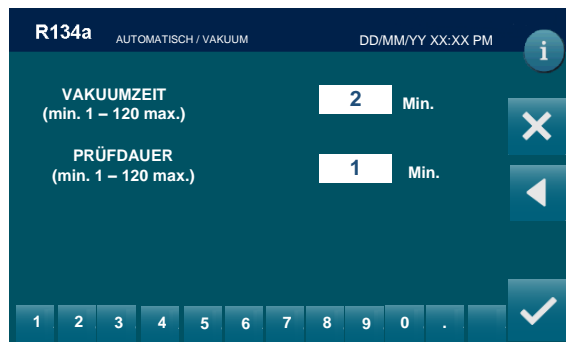 R134a AUTOMATISCH / VAKUUM DD/MM/YY XX:XX PM
i
VAKUUMZEIT 2 Min.
(min. 1 – 120 max.)
PRÜFDAUER 1 Min.
(min. 1 – 120 max.)
1 2 3 4 5 6 7 8 9 0 .